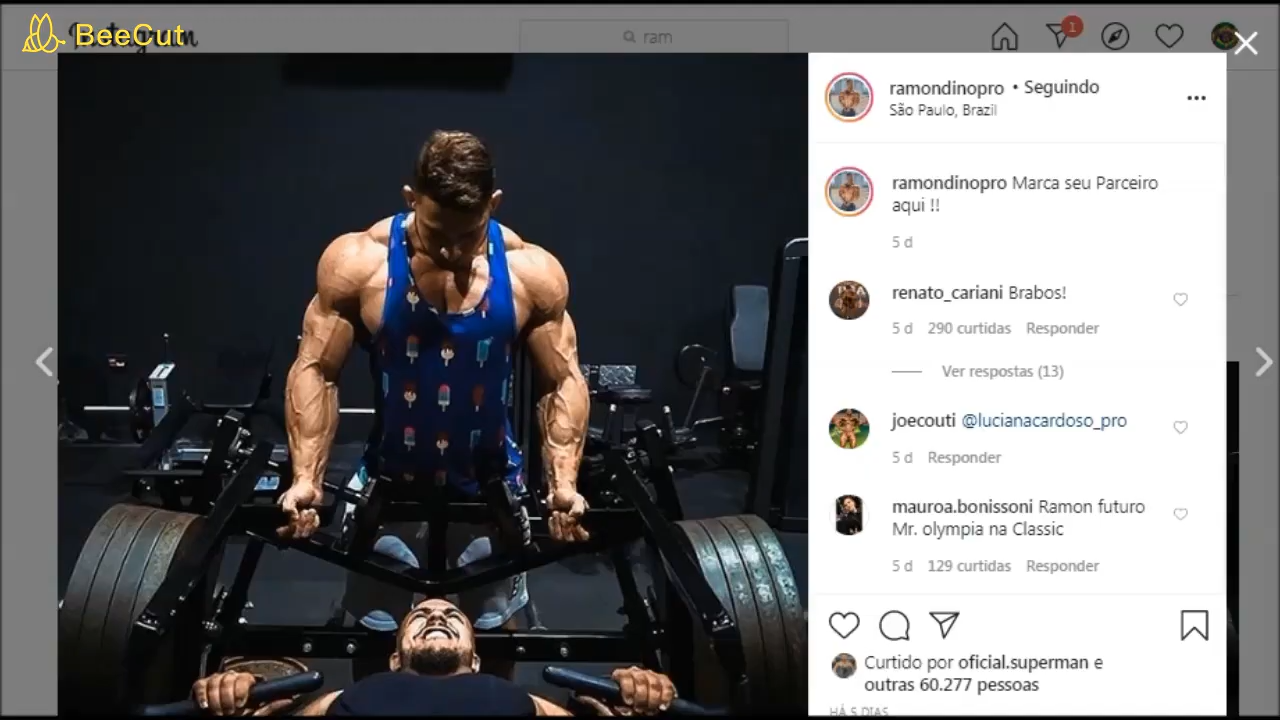 BeeCut
Instagram
ram
1
ramondinopro • Seguindo
São Paulo, Brazil
ramondinopro Marca seu Parceiro
aqui !!
5 d
renato_cariani Brabos!
5 d 290 curtidas Responder
Ver respostas (13)
joecouti @lucianacardoso_pro
5 d Responder
mauroa.bonissoni Ramon futuro
Mr. olympia na Classic
5 d 129 curtidas Responder
Curtido por oficial.superman e
outras 60.277 pessoas
HÁ 5 DIAS